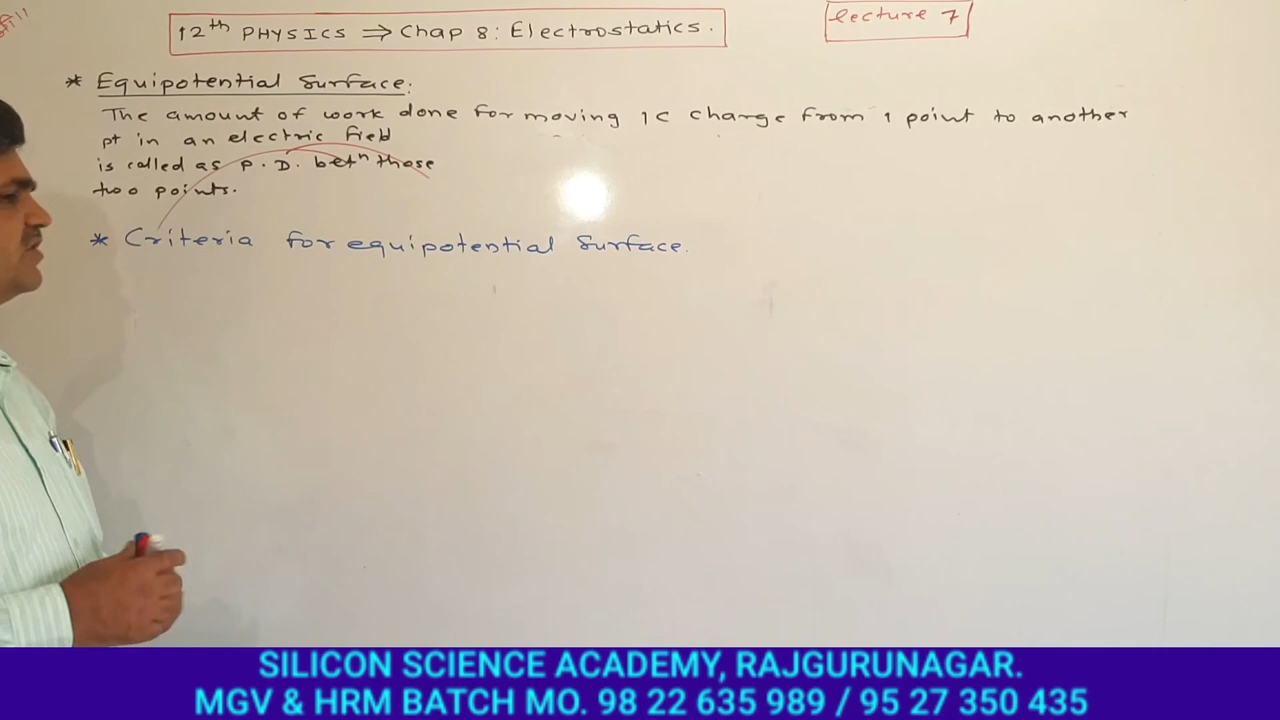 12th PHYSICS ⇒ Chap 8: Electrostatics.
lecture 7
* Equipotential Surface:
The amount of work done for moving 1C charge from 1 point to another
pt in an electric field
is called as P.D. betn those
two points.
* Criteria for equipotential Surface.
SILICON SCIENCE ACADEMY, RAJGURUNAGAR.
MGV & HRM BATCH MO. 98 22 635 989 / 95 27 350 435